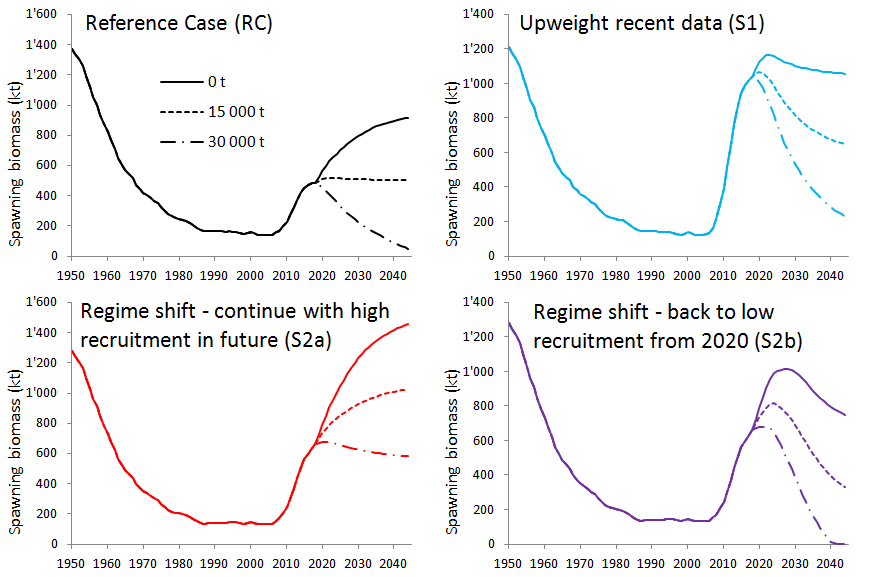 Reference Case (RC)
Spawning biomass (kt)
1'600
1'400
1'200
1'000
800
600
400
200
0
0 t
15 000 t
30 000 t
1950 1960 1970 1980 1990 2000 2010 2020 2030 2040
Upweight recent data (S1)
Spawning biomass (kt)
1'400
1'200
1'000
800
600
400
200
0
1950 1960 1970 1980 1990 2000 2010 2020 2030 2040
Regime shift - continue with high
recruitment in future (S2a)
Spawning biomass (kt)
1'600
1'400
1'200
1'000
800
600
400
200
0
1950 1960 1970 1980 1990 2000 2010 2020 2030 2040
Regime shift - back to low
recruitment from 2020 (S2b)
Spawning biomass (kt)
1'400
1'200
1'000
800
600
400
200
0
1950 1960 1970 1980 1990 2000 2010 2020 2030 2040